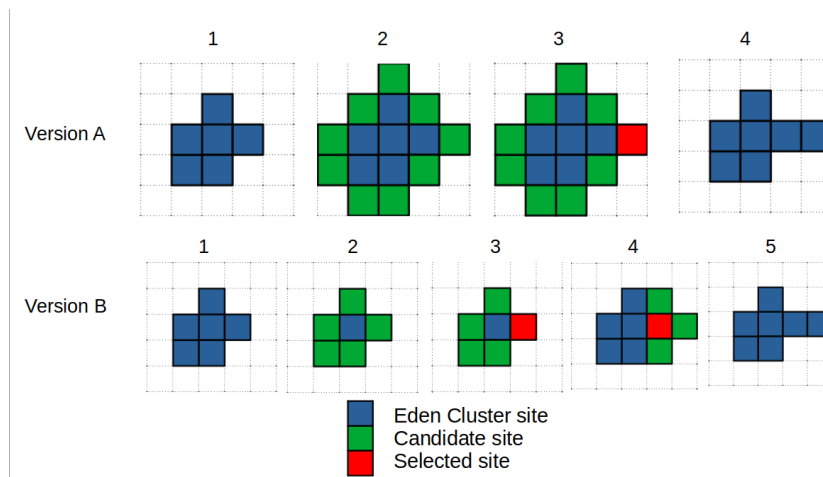 1 2 3 4
Version A
1 2 3 4 5
Version B
Eden Cluster site
Candidate site
Selected site